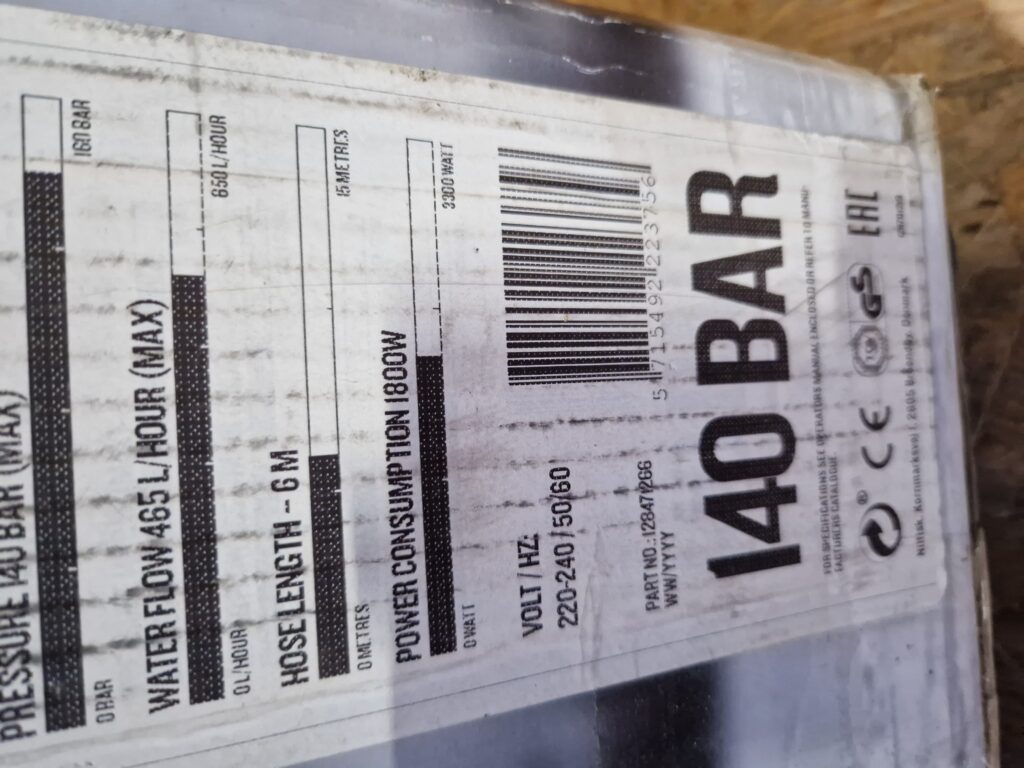 PRESSURE 140 BAR (MAX)
0 BAR 160 BAR
WATER FLOW 465 L/HOUR (MAX)
0 L/HOUR 650 L/HOUR
HOSE LENGTH - 6 M
0 METRES 15 METRES
POWER CONSUMPTION 1800W
0 WATT 3300 WATT
VOLT / HZ:
220-240 / 50/60
PART NO.: 128471266
WW/YYYY
5 715492 223756
140 BAR
FOR SPECIFICATIONS SEE OPERATORS MANUAL ENCLOSED OR REFER TO MANU-
FACTURERS CATALOGUE
® CE GS EAC
Nilfisk, Kornmarksvej 1, 2605 Brøndby, Denmark